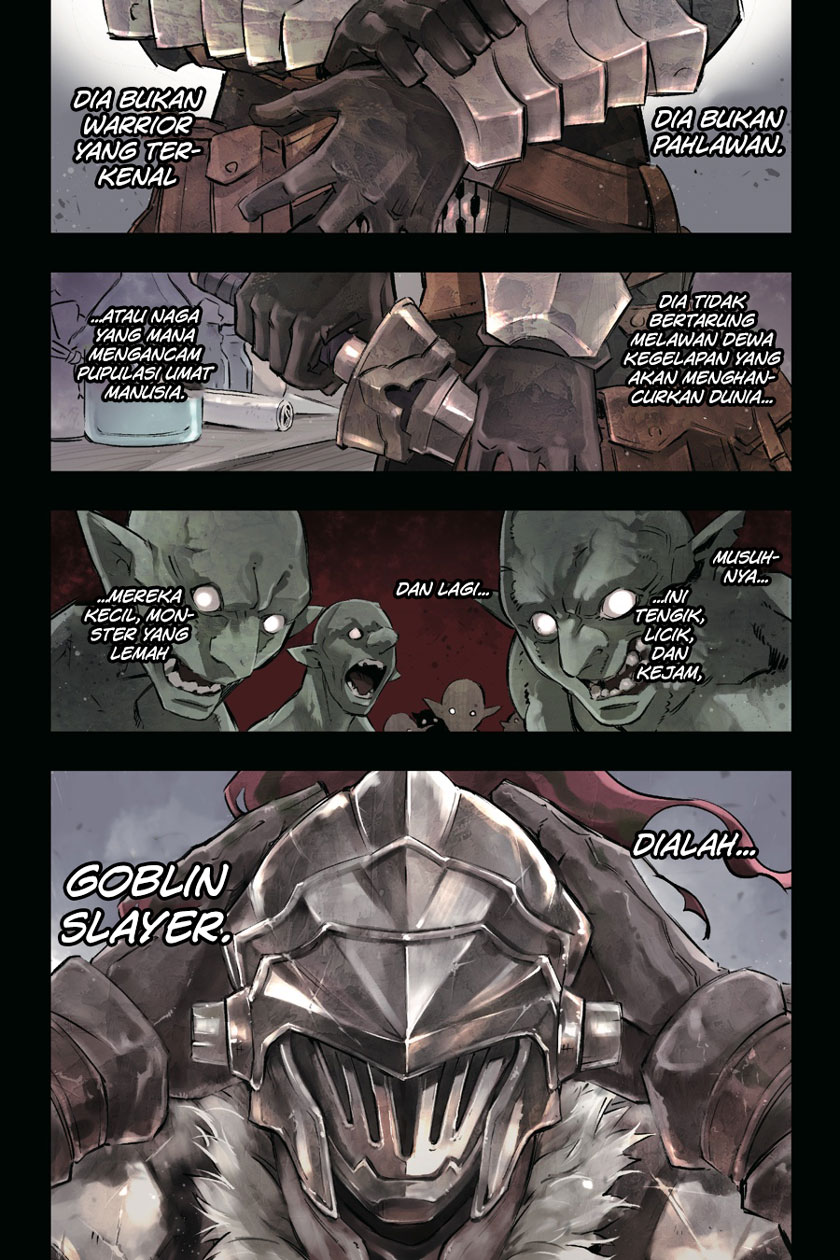 DIA BUKAN
PAHLAWAN.
DIA BUKAN
WARRIOR
YANG TER-
KENAL
DIA TIDAK
BERTARUNG
MELAWAN DEWA
KEGELAPAN YANG
AKAN MENGHAN-
CURKAN DUNIA...
...ATAU NAGA
YANG MANA
MENGANCAM
PUPULASI UMAT
MANUSIA.
MUSUH-
NYA...
...INI
TENGIK,
LICIK,
DAN
KEJAM,
DAN LAGI...
...MEREKA
KECIL, MON-
STER YANG
LEMAH
DIALAH...
GOBLIN
SLAYER.